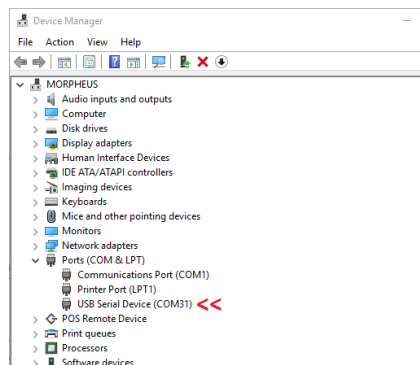 Device Manager
File Action View Help
MORPHEUS
Audio inputs and outputs
Computer
Disk drives
Display adapters
Human Interface Devices
IDE ATA/ATAPI controllers
Imaging devices
Keyboards
Mice and other pointing devices
Monitors
Network adapters
Ports (COM & LPT)
Communications Port (COM1)
Printer Port (LPT1)
USB Serial Device (COM31) <<
POS Remote Device
Print queues
Processors
Software devices